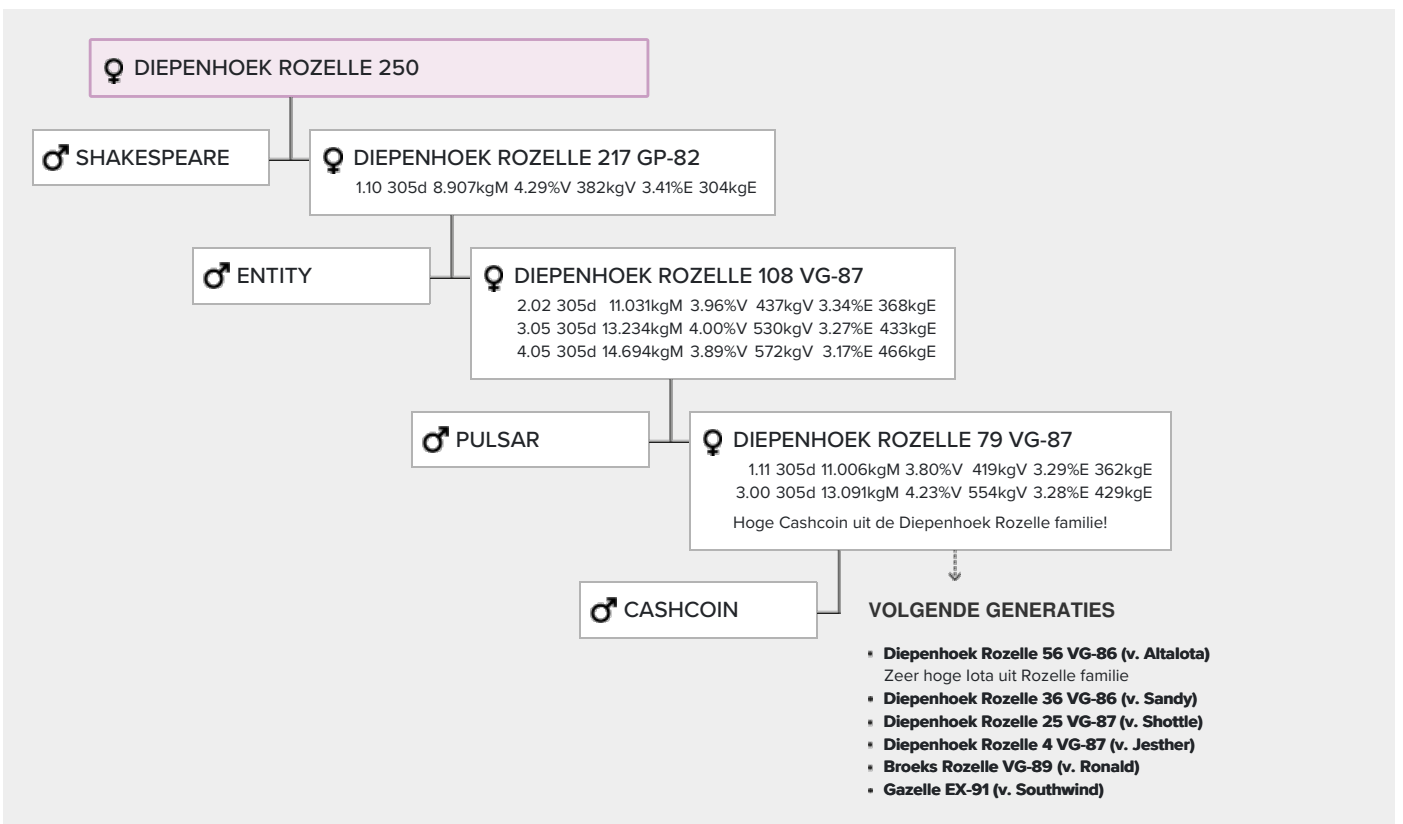 DIEPENHOEK ROZELLE 250
SHAKESPEARE
DIEPENHOEK ROZELLE 217 GP-82
1.10 305d 8.907kgM 4.29%V 382kgV 3.41%E 304kgE
ENTITY
DIEPENHOEK ROZELLE 108 VG-87
2.02 305d 11.031kgM 3.96%V 437kgV 3.34%E 368kgE
3.05 305d 13.234kgM 4.00%V 530kgV 3.27%E 433kgE
4.05 305d 14.694kgM 3.89%V 572kgV 3.17%E 466kgE
PULSAR
DIEPENHOEK ROZELLE 79 VG-87
1.11 305d 11.006kgM 3.80%V 419kgV 3.29%E 362kgE
3.00 305d 13.091kgM 4.23%V 554kgV 3.28%E 429kgE
Hoge Cashcoin uit de Diepenhoek Rozelle familie!
CASHCOIN
VOLGENDE GENERATIES
Diepenhoek Rozelle 56 VG-86 (v. AltaIota)
Zeer hoge Iota uit Rozelle familie
Diepenhoek Rozelle 36 VG-86 (v. Sandy)
Diepenhoek Rozelle 25 VG-87 (v. Shottle)
Diepenhoek Rozelle 4 VG-87 (v. Jesther)
Broeks Rozelle VG-89 (v. Ronald)
Gazelle EX-91 (v. Southwind)